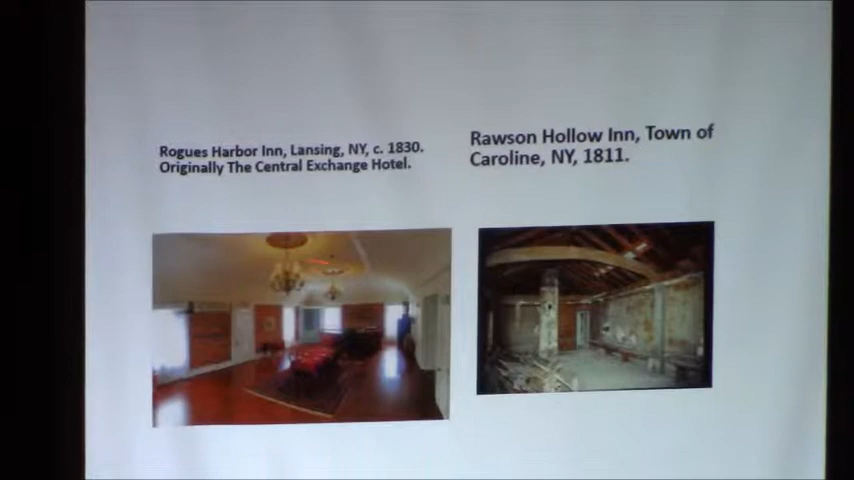 Rogues Harbor Inn, Lansing, NY, c. 1830.
Originally The Central Exchange Hotel.
Rawson Hollow Inn, Town of
Caroline, NY, 1811.